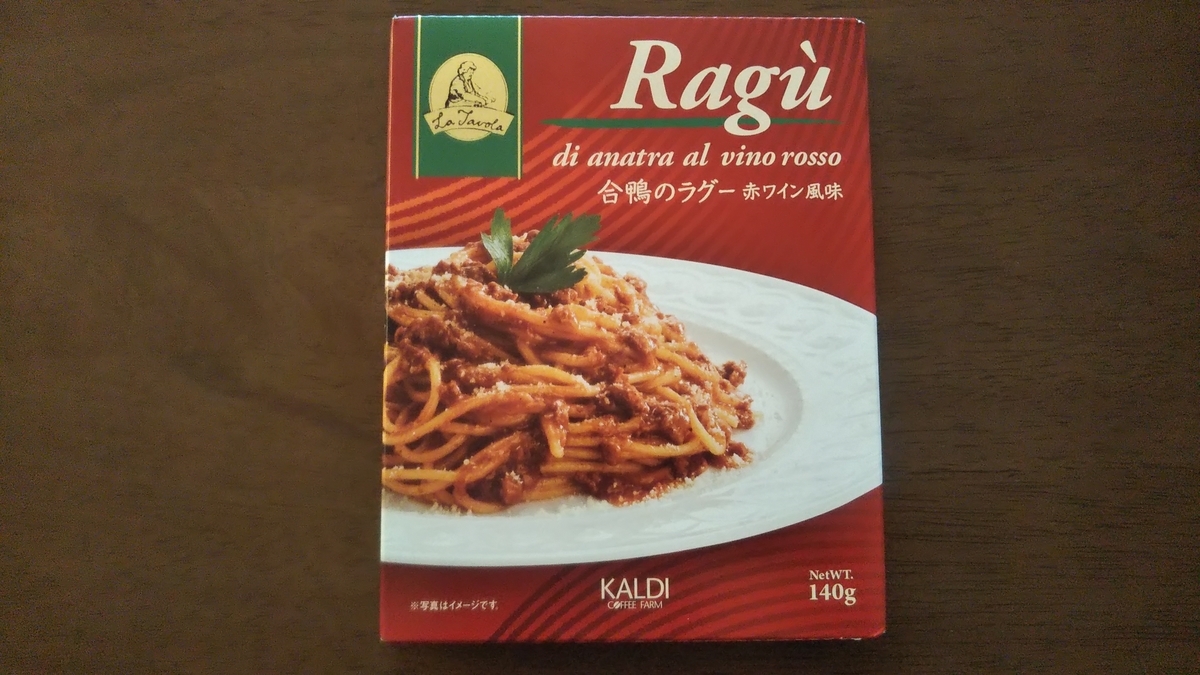 La Tavola
Ragù
di anatra al vino rosso
合鴨のラグー 赤ワイン風味
※写真はイメージです。
KALDI
COFFEE FARM
NetWT.
140g